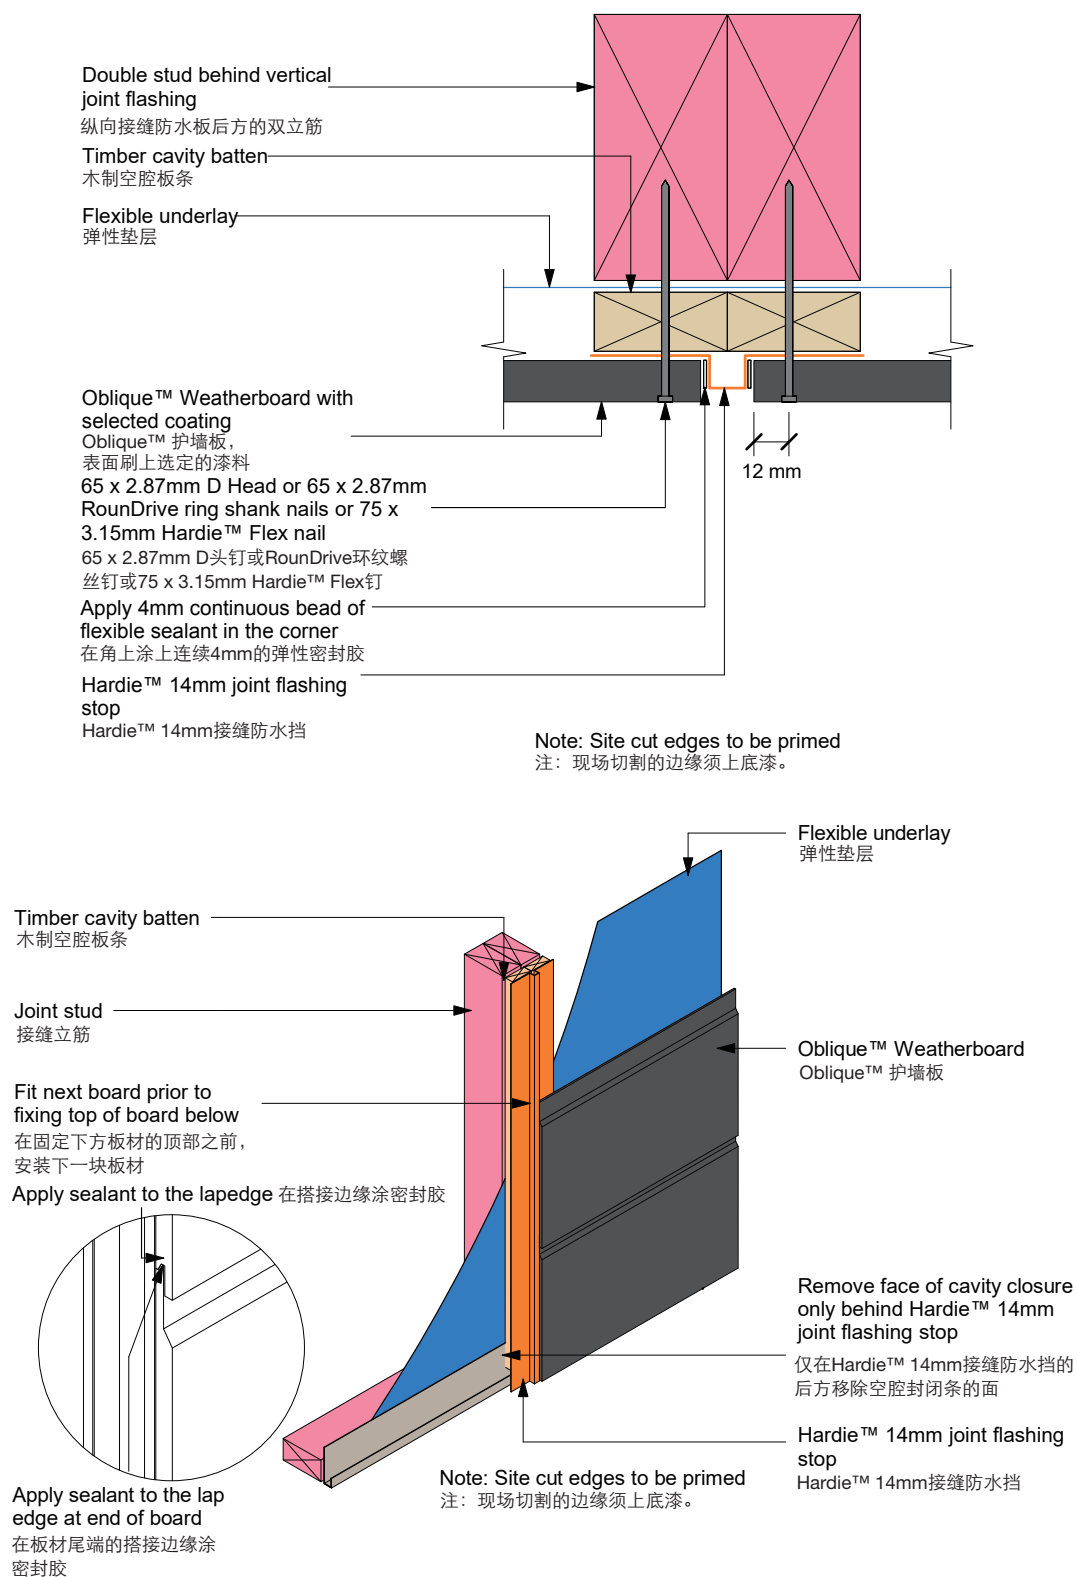 Double stud behind vertical
joint flashing
纵向接缝防水板后方的双立筋
Timber cavity batten
木制空腔板条
Flexible underlay
弹性垫层
Oblique™ Weatherboard with
selected coating
Oblique™ 护墙板，
表面刷上选定的漆料
65 x 2.87mm D Head or 65 x 2.87mm
RounDrive ring shank nails or 75 x
3.15mm Hardie™ Flex nail
65 x 2.87mm D头钉或RounDrive环纹螺
丝钉或75 x 3.15mm Hardie™ Flex钉
Apply 4mm continuous bead of
flexible sealant in the corner
在角上涂上连续4mm的弹性密封胶
Hardie™ 14mm joint flashing
stop
Hardie™ 14mm接缝防水挡
12 mm
Note: Site cut edges to be primed
注：现场切割的边缘须上底漆。
Flexible underlay
弹性垫层
Timber cavity batten
木制空腔板条
Joint stud
接缝立筋
Oblique™ Weatherboard
Oblique™ 护墙板
Fit next board prior to
fixing top of board below
在固定下方板材的顶部之前，
安装下一块板材
Apply sealant to the lapedge 在搭接边缘涂密封胶
Remove face of cavity closure
only behind Hardie™ 14mm
joint flashing stop
仅在Hardie™ 14mm接缝防水挡的
后方移除空腔封闭条的面
Hardie™ 14mm joint flashing
stop
Hardie™ 14mm接缝防水挡
Note: Site cut edges to be primed
注：现场切割的边缘须上底漆。
Apply sealant to the lap
edge at end of board
在板材尾端的搭接边缘涂
密封胶